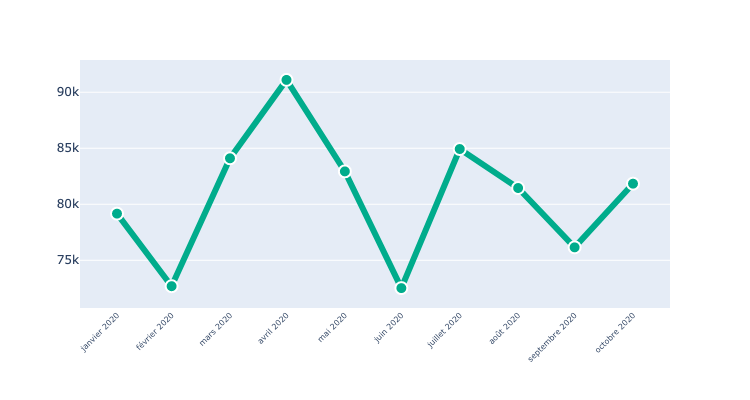 90k
85k
80k
75k
janvier 2020
février 2020
mars 2020
avril 2020
mai 2020
juin 2020
juillet 2020
août 2020
septembre 2020
octobre 2020